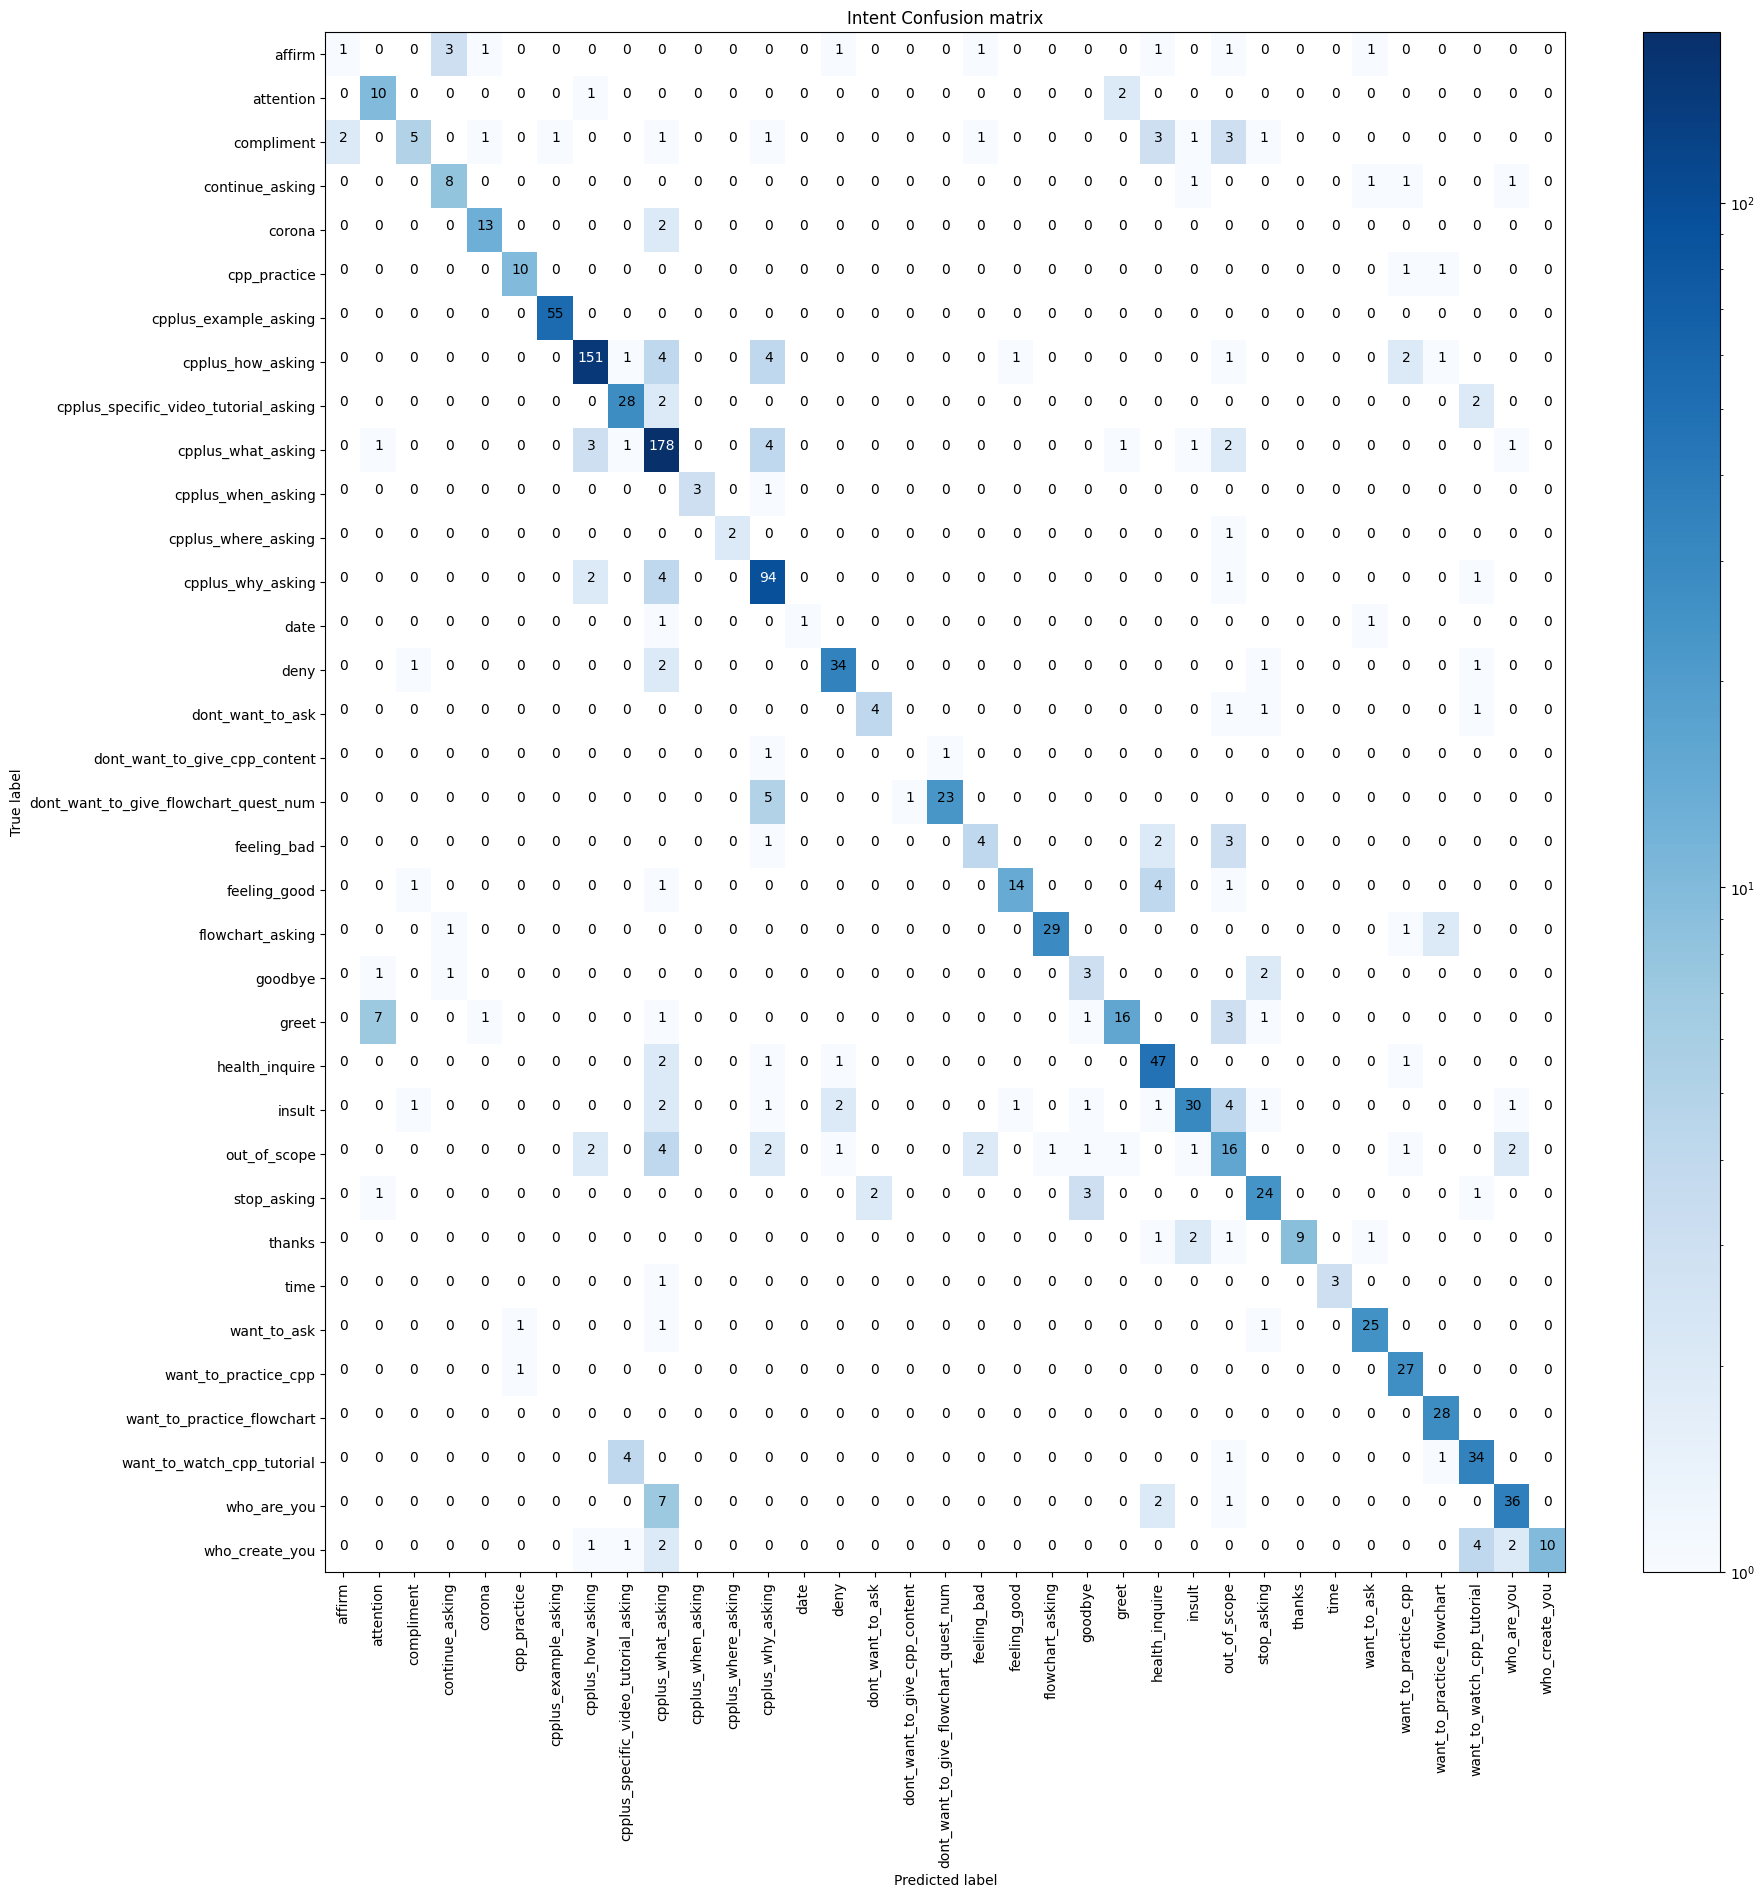 Intent Confusion matrix
affirm 1 0 0 3 1 0 0 0 0 0 0 0 0 0 1 0 0 0 1 0 0 0 0 1 0 1 0 0 0 1 0 0 0 0 0
attention 0 10 0 0 0 0 0 1 0 0 0 0 0 0 0 0 0 0 0 0 0 0 2 0 0 0 0 0 0 0 0 0 0 0 0
compliment 2 0 5 0 1 0 1 0 0 1 0 0 1 0 0 0 0 0 1 0 0 0 0 3 1 3 1 0 0 0 0 0 0 0 0
continue_asking 0 0 0 8 0 0 0 0 0 0 0 0 0 0 0 0 0 0 0 0 0 0 0 0 1 0 0 0 0 1 1 0 0 1 0
corona 0 0 0 0 13 0 0 0 0 2 0 0 0 0 0 0 0 0 0 0 0 0 0 0 0 0 0 0 0 0 0 0 0 0 0
cpp_practice 0 0 0 0 0 10 0 0 0 0 0 0 0 0 0 0 0 0 0 0 0 0 0 0 0 0 0 0 0 0 1 1 0 0 0
cpplus_example_asking 0 0 0 0 0 0 55 0 0 0 0 0 0 0 0 0 0 0 0 0 0 0 0 0 0 0 0 0 0 0 0 0 0 0 0
cpplus_how_asking 0 0 0 0 0 0 0 151 1 4 0 0 4 0 0 0 0 0 0 1 0 0 0 0 0 1 0 0 0 0 2 1 0 0 0
cpplus_specific_video_tutorial_asking 0 0 0 0 0 0 0 0 28 2 0 0 0 0 0 0 0 0 0 0 0 0 0 0 0 0 0 0 0 0 0 0 2 0 0
cpplus_what_asking 0 1 0 0 0 0 0 3 1 178 0 0 4 0 0 0 0 0 0 0 0 0 1 0 1 2 0 0 0 0 0 0 0 1 0
cpplus_when_asking 0 0 0 0 0 0 0 0 0 0 3 0 1 0 0 0 0 0 0 0 0 0 0 0 0 0 0 0 0 0 0 0 0 0 0
cpplus_where_asking 0 0 0 0 0 0 0 0 0 0 0 2 0 0 0 0 0 0 0 0 0 0 0 0 0 1 0 0 0 0 0 0 0 0 0
cpplus_why_asking 0 0 0 0 0 0 0 2 0 4 0 0 94 0 0 0 0 0 0 0 0 0 0 0 0 1 0 0 0 0 0 0 1 0 0
date 0 0 0 0 0 0 0 0 0 1 0 0 0 1 0 0 0 0 0 0 0 0 0 0 0 0 0 0 0 1 0 0 0 0 0
deny 0 0 1 0 0 0 0 0 0 2 0 0 0 0 34 0 0 0 0 0 0 0 0 0 0 0 1 0 0 0 0 0 1 0 0
dont_want_to_ask 0 0 0 0 0 0 0 0 0 0 0 0 0 0 0 4 0 0 0 0 0 0 0 0 0 1 1 0 0 0 0 0 1 0 0
dont_want_to_give_cpp_content 0 0 0 0 0 0 0 0 0 0 0 0 1 0 0 0 0 1 0 0 0 0 0 0 0 0 0 0 0 0 0 0 0 0 0
dont_want_to_give_flowchart_quest_num 0 0 0 0 0 0 0 0 0 0 0 0 5 0 0 0 1 23 0 0 0 0 0 0 0 0 0 0 0 0 0 0 0 0 0
feeling_bad 0 0 0 0 0 0 0 0 0 0 0 0 1 0 0 0 0 0 4 0 0 0 0 2 0 3 0 0 0 0 0 0 0 0 0
feeling_good 0 0 1 0 0 0 0 0 0 1 0 0 0 0 0 0 0 0 0 14 0 0 0 4 0 1 0 0 0 0 0 0 0 0 0
flowchart_asking 0 0 0 1 0 0 0 0 0 0 0 0 0 0 0 0 0 0 0 0 29 0 0 0 0 0 0 0 0 0 1 2 0 0 0
goodbye 0 1 0 1 0 0 0 0 0 0 0 0 0 0 0 0 0 0 0 0 0 3 0 0 0 0 2 0 0 0 0 0 0 0 0
greet 0 7 0 0 1 0 0 0 0 1 0 0 0 0 0 0 0 0 0 0 0 1 16 0 0 3 1 0 0 0 0 0 0 0 0
health_inquire 0 0 0 0 0 0 0 0 0 2 0 0 1 0 1 0 0 0 0 0 0 0 0 47 0 0 0 0 0 0 1 0 0 0 0
insult 0 0 1 0 0 0 0 0 0 2 0 0 1 0 2 0 0 0 0 1 0 1 0 1 30 4 1 0 0 0 0 0 0 1 0
out_of_scope 0 0 0 0 0 0 0 2 0 4 0 0 2 0 1 0 0 0 2 0 1 1 1 0 1 16 0 0 0 0 1 0 0 2 0
stop_asking 0 1 0 0 0 0 0 0 0 0 0 0 0 0 0 2 0 0 0 0 0 3 0 0 0 0 24 0 0 0 0 0 1 0 0
thanks 0 0 0 0 0 0 0 0 0 0 0 0 0 0 0 0 0 0 0 0 0 0 0 1 2 1 0 9 0 1 0 0 0 0 0
time 0 0 0 0 0 0 0 0 0 1 0 0 0 0 0 0 0 0 0 0 0 0 0 0 0 0 0 0 3 0 0 0 0 0 0
want_to_ask 0 0 0 0 0 1 0 0 0 1 0 0 0 0 0 0 0 0 0 0 0 0 0 0 0 0 1 0 0 25 0 0 0 0 0
want_to_practice_cpp 0 0 0 0 0 1 0 0 0 0 0 0 0 0 0 0 0 0 0 0 0 0 0 0 0 0 0 0 0 0 27 0 0 0 0
want_to_practice_flowchart 0 0 0 0 0 0 0 0 0 0 0 0 0 0 0 0 0 0 0 0 0 0 0 0 0 0 0 0 0 0 0 28 0 0 0
want_to_watch_cpp_tutorial 0 0 0 0 0 0 0 0 4 0 0 0 0 0 0 0 0 0 0 0 0 0 0 0 0 1 0 0 0 0 0 1 34 0 0
who_are_you 0 0 0 0 0 0 0 0 0 7 0 0 0 0 0 0 0 0 0 0 0 0 0 2 0 1 0 0 0 0 0 0 0 36 0
who_create_you 0 0 0 0 0 0 0 1 1 2 0 0 0 0 0 0 0 0 0 0 0 0 0 0 0 0 0 0 0 0 0 0 4 2 10
True label
affirm
attention
compliment
continue_asking
corona
cpp_practice
cpplus_example_asking
cpplus_how_asking
cpplus_specific_video_tutorial_asking
cpplus_what_asking
cpplus_when_asking
cpplus_where_asking
cpplus_why_asking
date
deny
dont_want_to_ask
dont_want_to_give_cpp_content
dont_want_to_give_flowchart_quest_num
feeling_bad
feeling_good
flowchart_asking
goodbye
greet
health_inquire
insult
out_of_scope
stop_asking
thanks
time
want_to_ask
want_to_practice_cpp
want_to_practice_flowchart
want_to_watch_cpp_tutorial
who_are_you
who_create_you
Predicted label
10²
10¹
10⁰